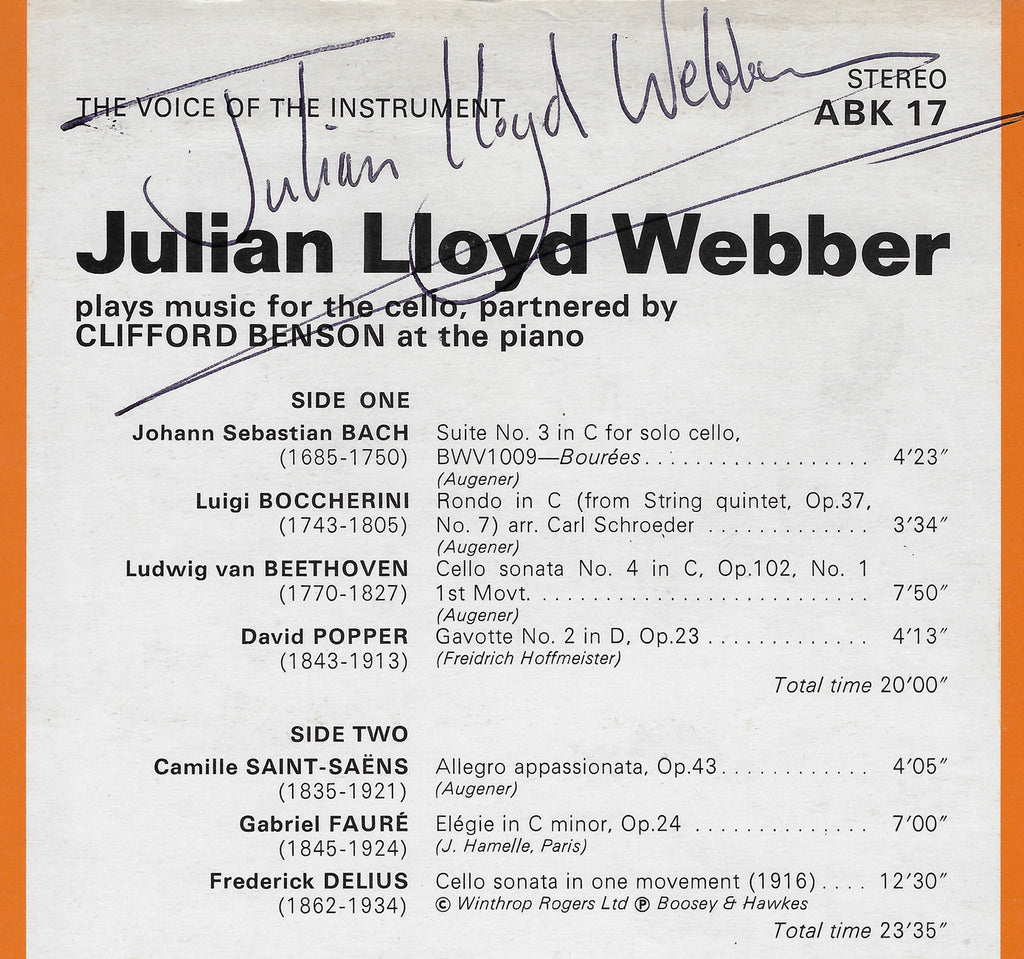 Julian Lloyd Webber
THE VOICE OF THE INSTRUMENT
STEREO
ABK 17
Julian Lloyd Webber
plays music for the cello, partnered by
CLIFFORD BENSON at the piano
SIDE ONE
Johann Sebastian BACH Suite No. 3 in C for solo cello,
(1685-1750) BWV1009—Bourées.................. 4′23″
(Augener)
Luigi BOCCHERINI Rondo in C (from String quintet, Op.37,
(1743-1805) No. 7) arr. Carl Schroeder ............. 3′34″
(Augener)
Ludwig van BEETHOVEN Cello sonata No. 4 in C, Op.102, No. 1
(1770-1827) 1st Movt. ........................... 7′50″
(Augener)
David POPPER Gavotte No. 2 in D, Op.23 ............. 4′13″
(1843-1913) (Freidrich Hoffmeister)
Total time 20′00″
SIDE TWO
Camille SAINT-SAËNS Allegro appassionata, Op.43............ 4′05″
(1835-1921) (Augener)
Gabriel FAURÉ Elégie in C minor, Op.24 .............. 7′00″
(1845-1924) (J. Hamelle, Paris)
Frederick DELIUS Cello sonata in one movement (1916).... 12′30″
(1862-1934) © Winthrop Rogers Ltd ℗ Boosey & Hawkes
Total time 23′35″